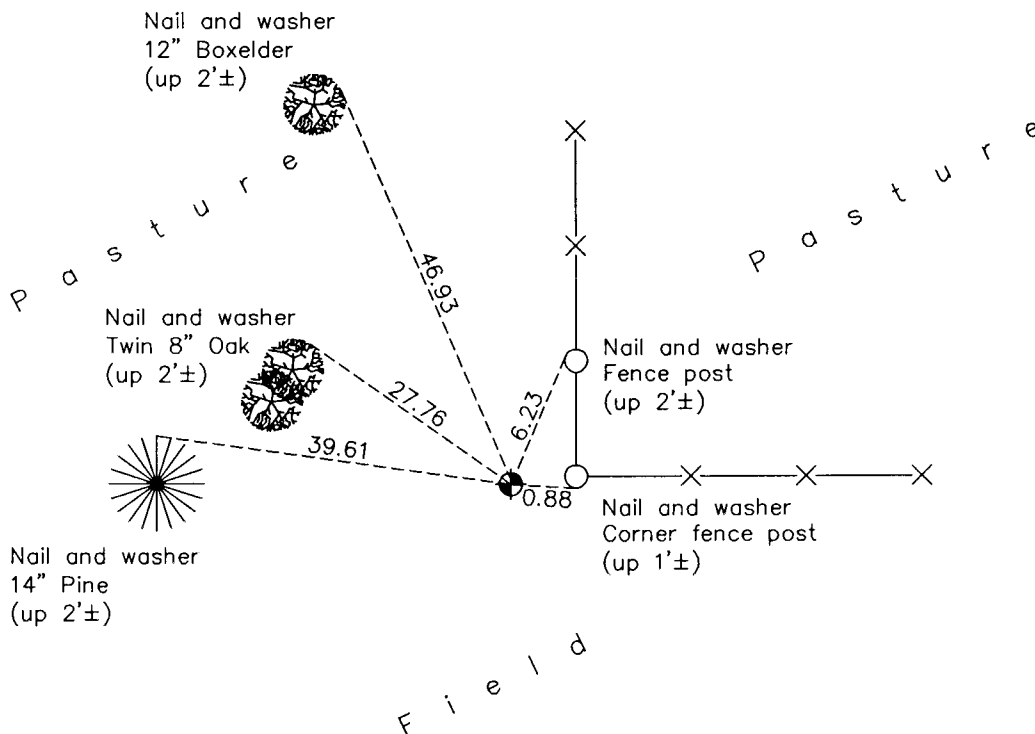 Nail and washer
12" Boxelder
(up 2'±)
Pasture
Pasture
46.93
Nail and washer
Twin 8" Oak
(up 2'±)
Nail and washer
Fence post
(up 2'±)
27.76
6.23
39.61
0.88
Nail and washer
Corner fence post
(up 1'±)
Nail and washer
14" Pine
(up 2'±)
Field